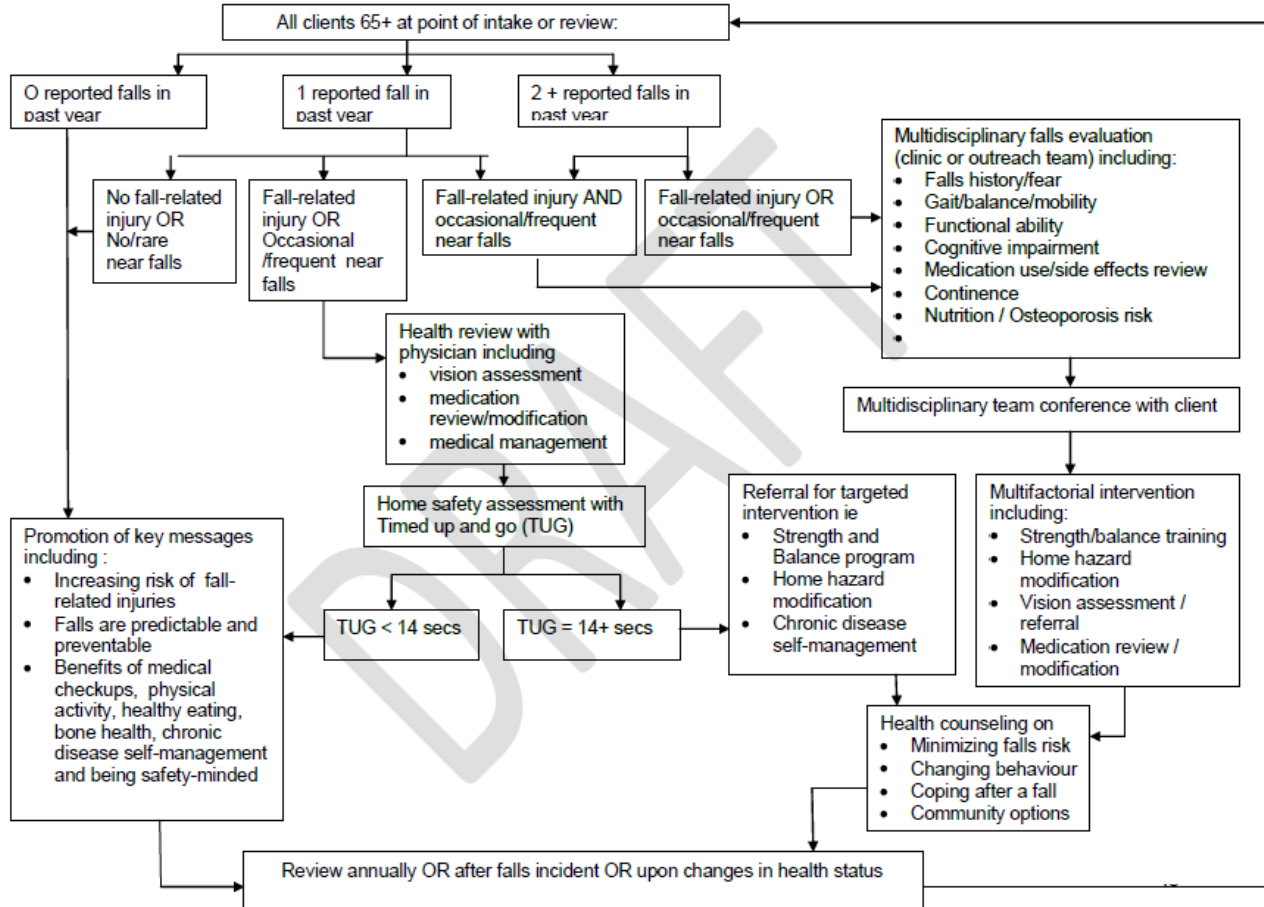 All clients 65+ at point of intake or review:
O reported falls in
past year
1 reported fall in
past year
2 + reported falls in
past year
Multidisciplinary falls evaluation
(clinic or outreach team) including:
• Falls history/fear
• Gait/balance/mobility
• Functional ability
• Cognitive impairment
• Medication use/side effects review
• Continence
• Nutrition / Osteoporosis risk
•
No fall-related
injury OR
No/rare
near falls
Fall-related
injury OR
Occasional
/frequent near
falls
Fall-related injury AND
occasional/frequent
near falls
Fall-related injury OR
occasional/frequent
near falls
Health review with
physician including
• vision assessment
• medication
review/modification
• medical management
Multidisciplinary team conference with client
Home safety assessment with
Timed up and go (TUG)
Referral for targeted
intervention ie
• Strength and
Balance program
• Home hazard
modification
• Chronic disease
self-management
Multifactorial intervention
including:
• Strength/balance training
• Home hazard
modification
• Vision assessment /
referral
• Medication review /
modification
Promotion of key messages
including :
• Increasing risk of fall-
related injuries
• Falls are predictable and
preventable
• Benefits of medical
checkups, physical
activity, healthy eating,
bone health, chronic
disease self-management
and being safety-minded
TUG < 14 secs
TUG = 14+ secs
Health counseling on
• Minimizing falls risk
• Changing behaviour
• Coping after a fall
• Community options
Review annually OR after falls incident OR upon changes in health status
DRAFT